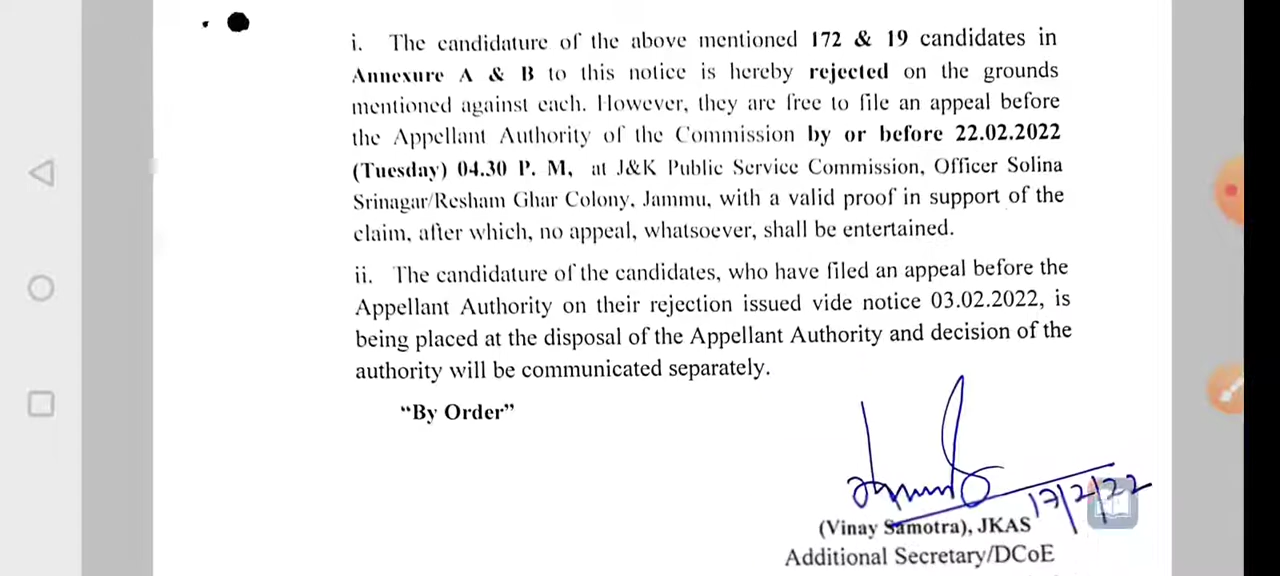 i. The candidature of the above mentioned 172 & 19 candidates in
Annexure A & B to this notice is hereby rejected on the grounds
mentioned against each. However, they are free to file an appeal before
the Appellant Authority of the Commission by or before 22.02.2022
(Tuesday) 04.30 P. M, at J&K Public Service Commission, Officer Solina
Srinagar/Resham Ghar Colony, Jammu, with a valid proof in support of the
claim, after which, no appeal, whatsoever, shall be entertained.
ii. The candidature of the candidates, who have filed an appeal before the
Appellant Authority on their rejection issued vide notice 03.02.2022, is
being placed at the disposal of the Appellant Authority and decision of the
authority will be communicated separately.
“By Order”
17/2/22
(Vinay Samotra), JKAS
Additional Secretary/DCoE